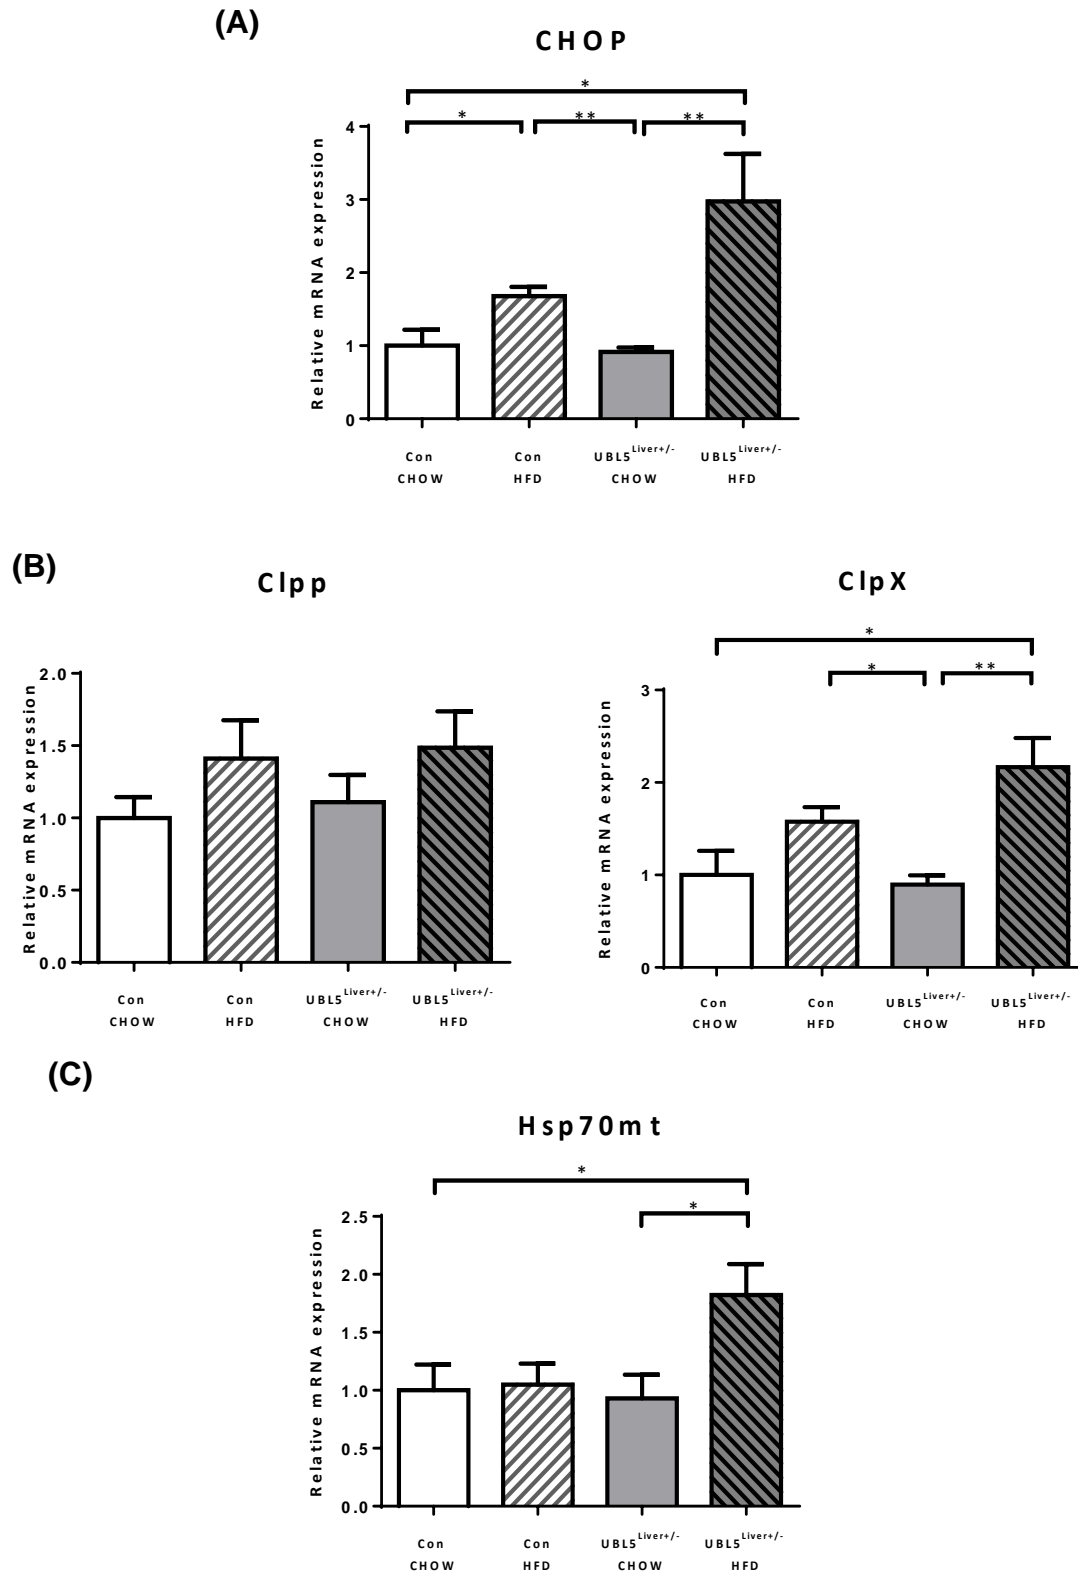 (A)
CHOP
*
* ** **
Relative mRNA expression
4
3
2
1
0
Con Con UBL5Liver+/- UBL5Liver+/-
CHOW HFD CHOW HFD
(B)
Clpp
Relative mRNA expression
2.0
1.5
1.0
0.5
0.0
Con Con UBL5Liver+/- UBL5Liver+/-
CHOW HFD CHOW HFD
ClpX
*
* **
Relative mRNA expression
3
2
1
0
Con Con UBL5Liver+/- UBL5Liver+/-
CHOW HFD CHOW HFD
(C)
Hsp70mt
*
*
Relative mRNA expression
2.5
2.0
1.5
1.0
0.5
0.0
Con Con UBL5Liver+/- UBL5Liver+/-
CHOW HFD CHOW HFD